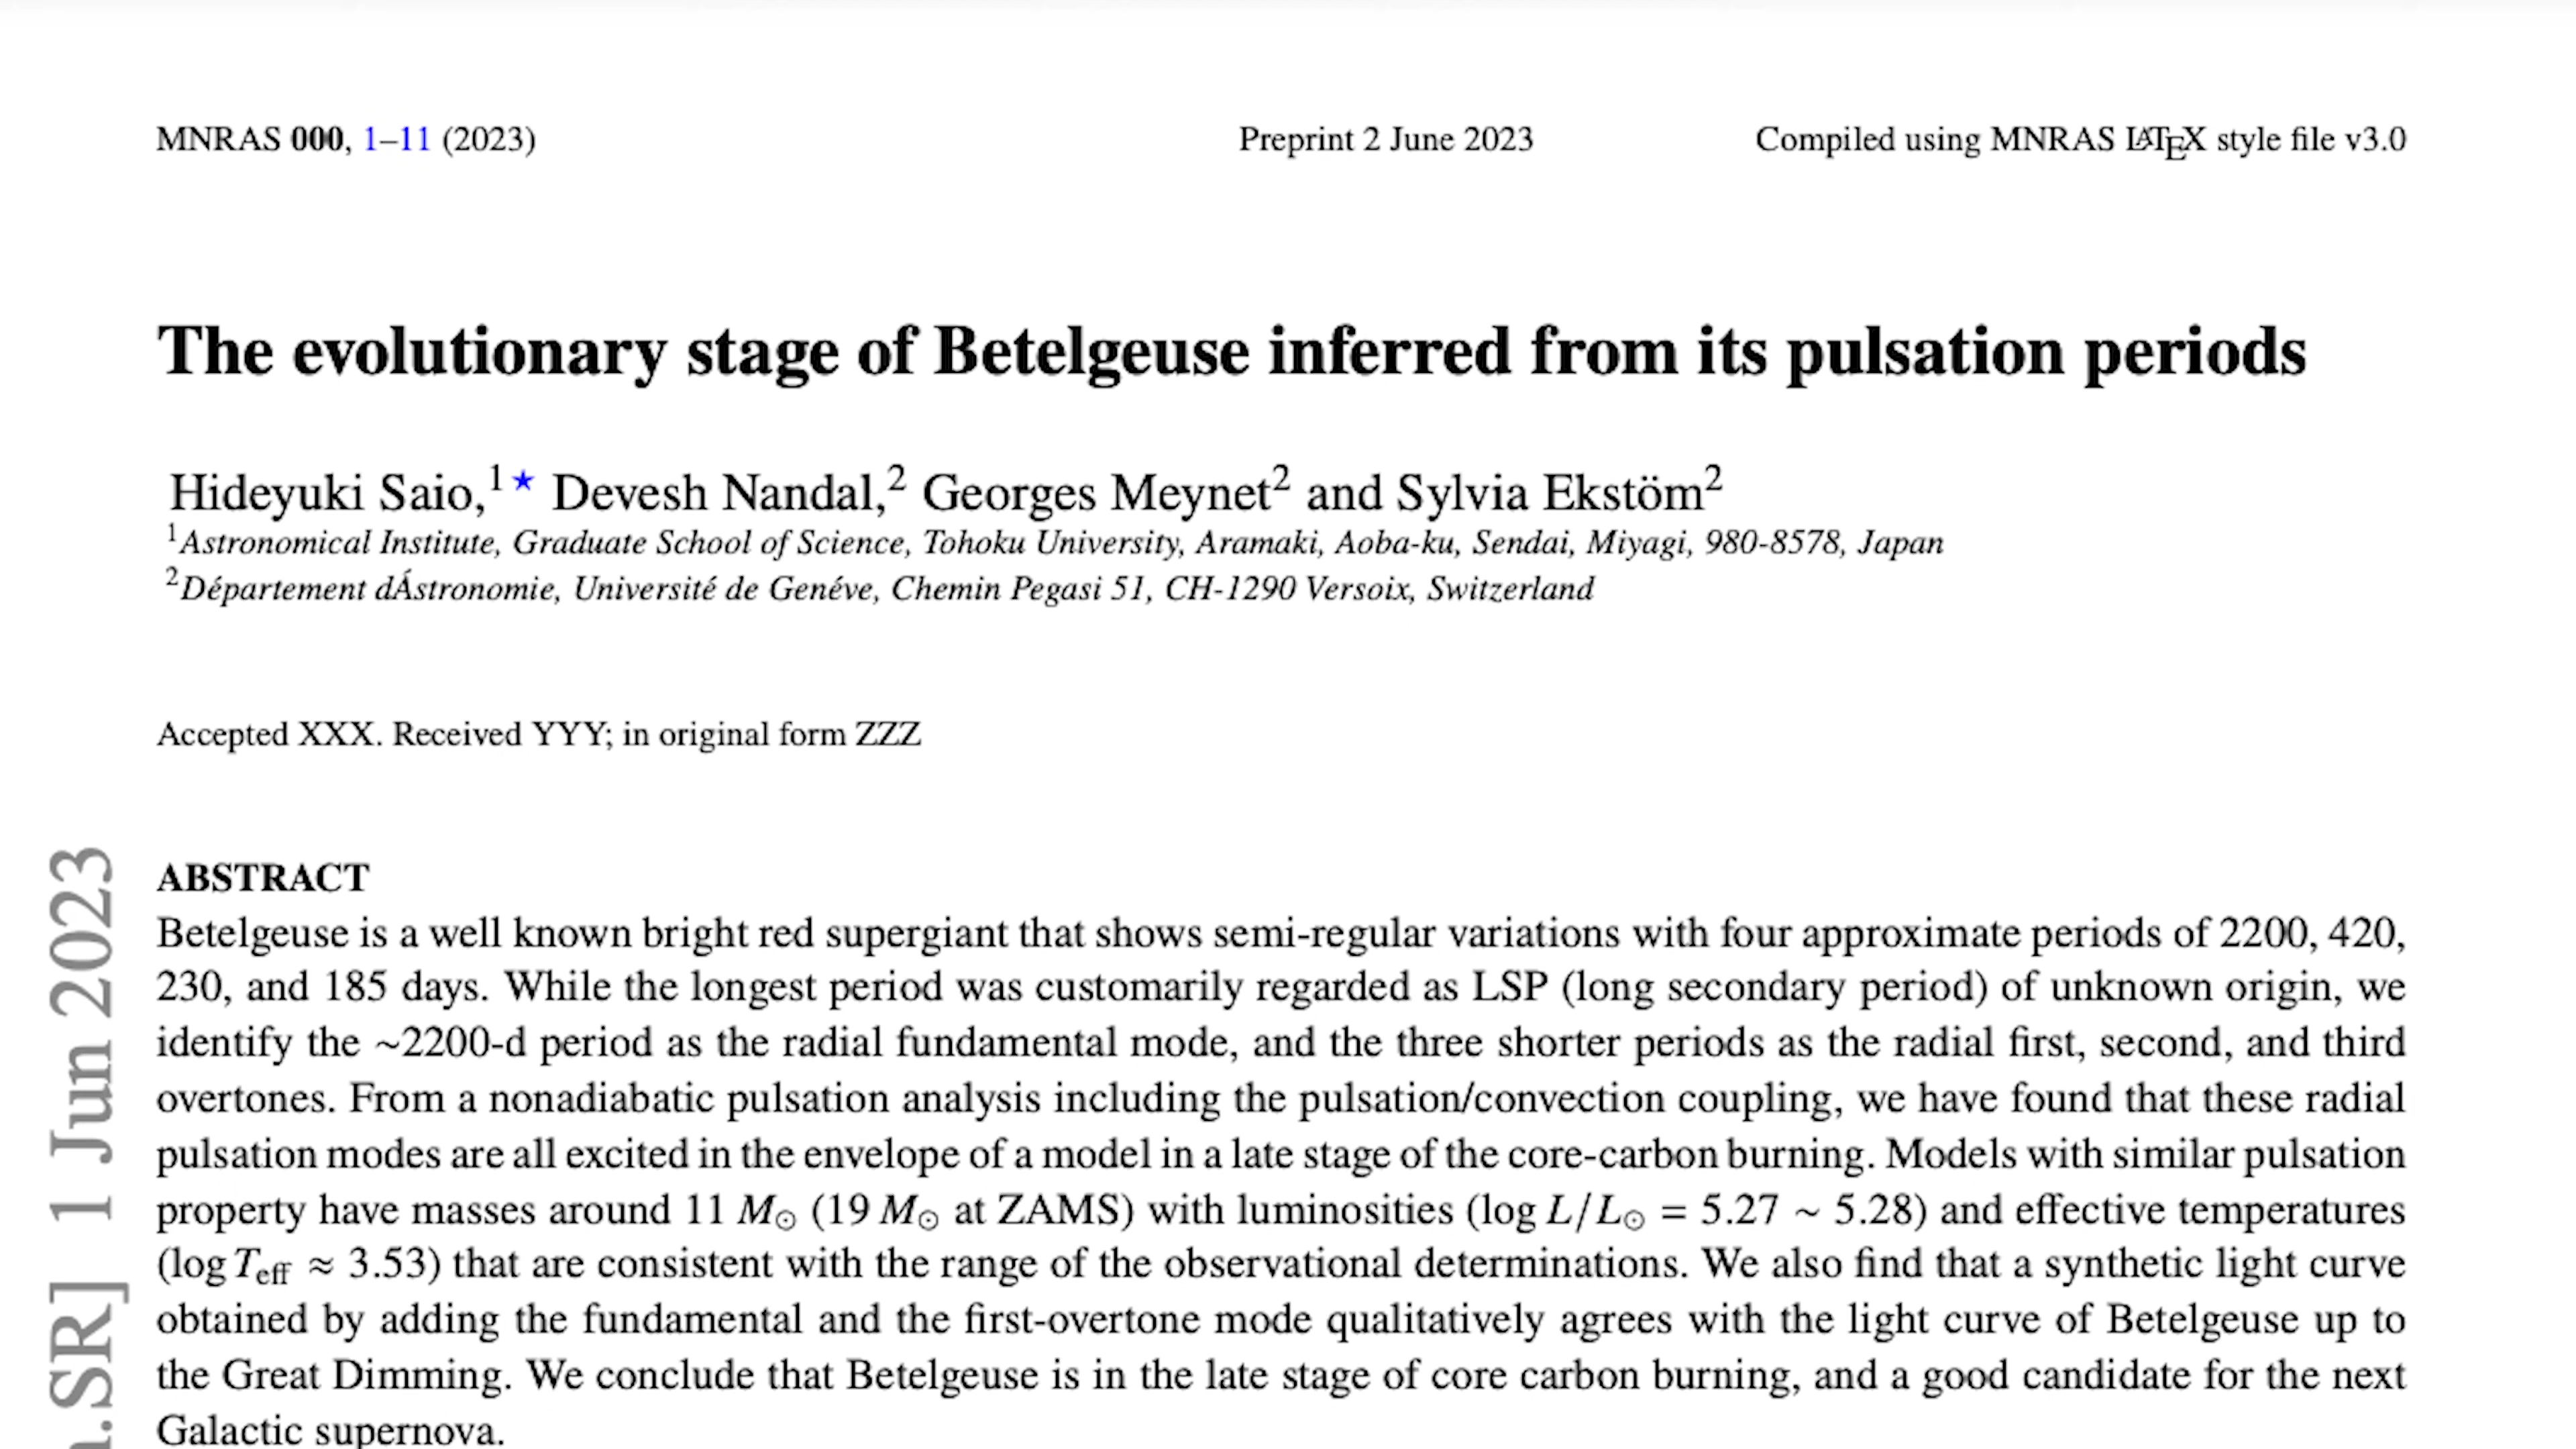 MNRAS 000, 1–11 (2023) Preprint 2 June 2023 Compiled using MNRAS LATEX style file v3.0
The evolutionary stage of Betelgeuse inferred from its pulsation periods
Hideyuki Saio,1★ Devesh Nandal,2 Georges Meynet2 and Sylvia Ekstöm2
1Astronomical Institute, Graduate School of Science, Tohoku University, Aramaki, Aoba-ku, Sendai, Miyagi, 980-8578, Japan
2Département dÁstronomie, Université de Genéve, Chemin Pegasi 51, CH-1290 Versoix, Switzerland
Accepted XXX. Received YYY; in original form ZZZ
ABSTRACT
Betelgeuse is a well known bright red supergiant that shows semi-regular variations with four approximate periods of 2200, 420,
230, and 185 days. While the longest period was customarily regarded as LSP (long secondary period) of unknown origin, we
identify the ~2200-d period as the radial fundamental mode, and the three shorter periods as the radial first, second, and third
overtones. From a nonadiabatic pulsation analysis including the pulsation/convection coupling, we have found that these radial
pulsation modes are all excited in the envelope of a model in a late stage of the core-carbon burning. Models with similar pulsation
property have masses around 11 M⊙ (19 M⊙ at ZAMS) with luminosities (log L/L⊙ = 5.27 ~ 5.28) and effective temperatures
(log Teff ≈ 3.53) that are consistent with the range of the observational determinations. We also find that a synthetic light curve
obtained by adding the fundamental and the first-overtone mode qualitatively agrees with the light curve of Betelgeuse up to
the Great Dimming. We conclude that Betelgeuse is in the late stage of core carbon burning, and a good candidate for the next
Galactic supernova.
.SR] 1 Jun 2023